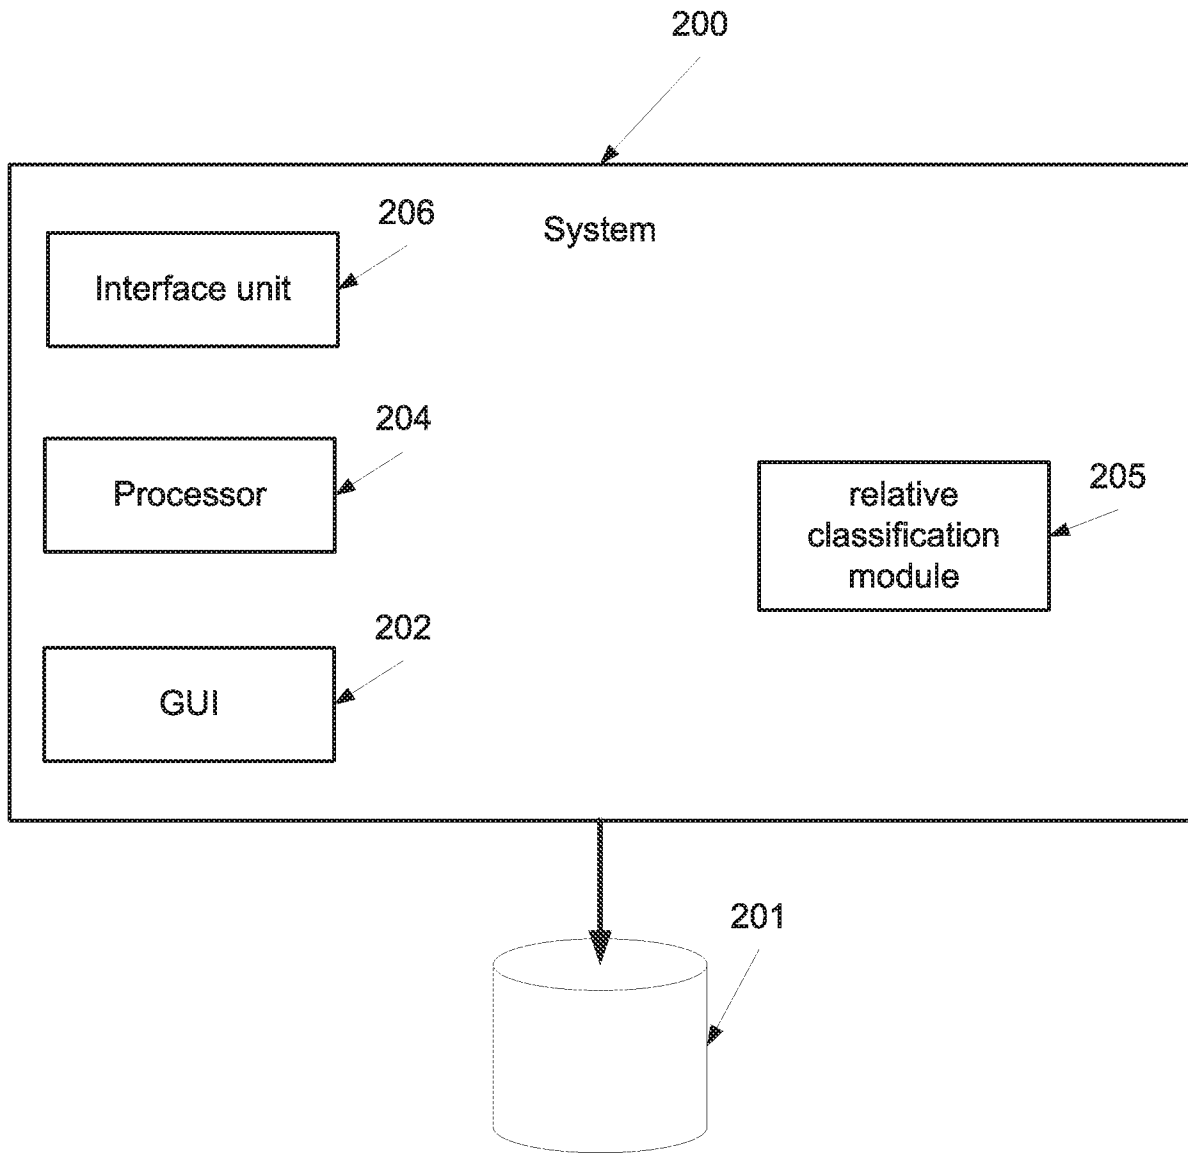 200
206
System
Interface unit
204
Processor
205
relative
classification
module
202
GUI
201